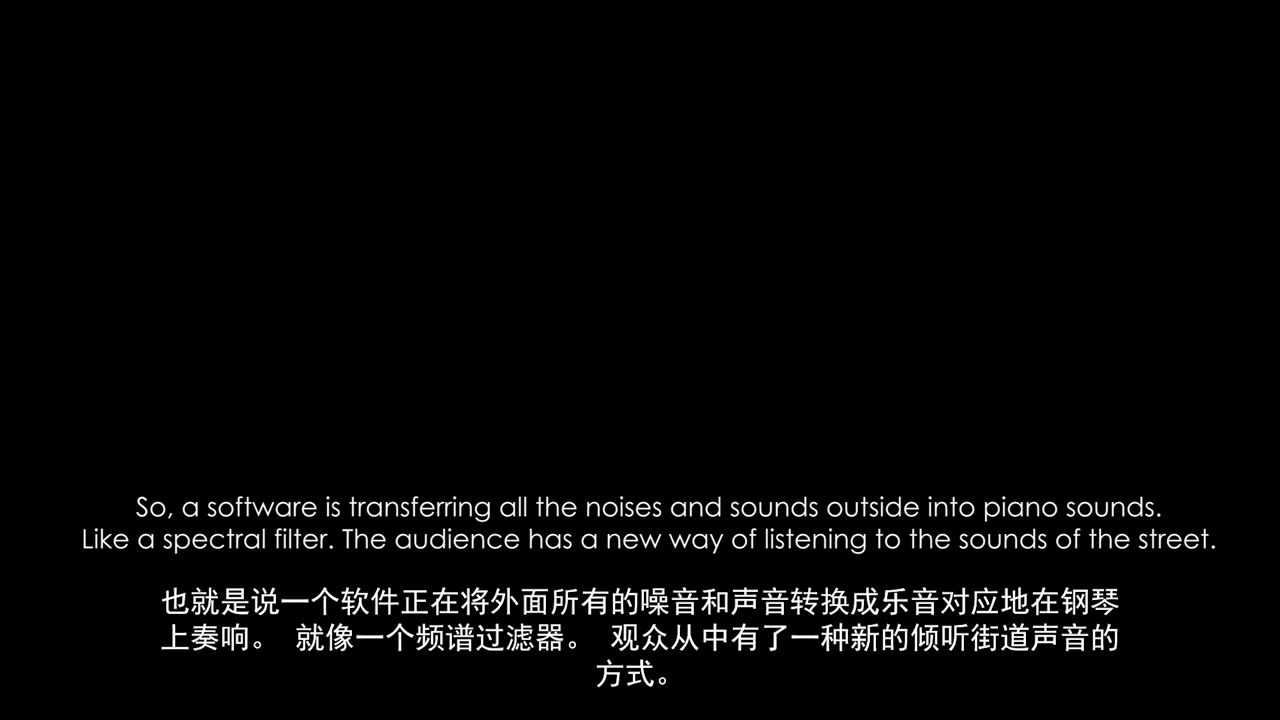 So, a software is transferring all the noises and sounds outside into piano sounds.
Like a spectral filter. The audience has a new way of listening to the sounds of the street.
也就是说一个软件正在将外面所有的噪音和声音转换成乐音对应地在钢琴
上奏响。 就像一个频谱过滤器。 观众从中有了一种新的倾听街道声音的
方式。